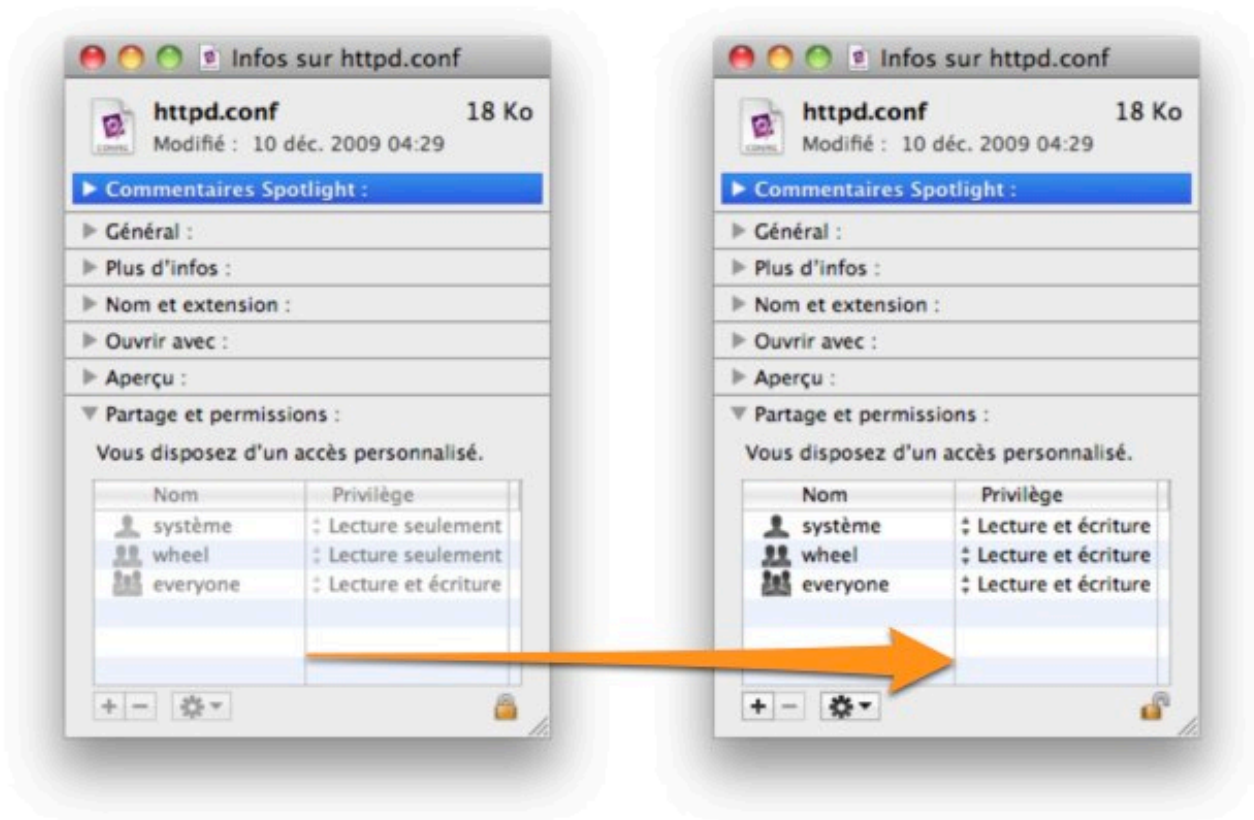 Infos sur httpd.conf
httpd.conf 18 Ko
Modifié : 10 déc. 2009 04:29
Commentaires Spotlight :
Général :
Plus d'infos :
Nom et extension :
Ouvrir avec :
Aperçu :
Partage et permissions :
Vous disposez d'un accès personnalisé.
Nom Privilège
système Lecture seulement
wheel Lecture seulement
everyone Lecture et écriture
Infos sur httpd.conf
httpd.conf 18 Ko
Modifié : 10 déc. 2009 04:29
Commentaires Spotlight :
Général :
Plus d'infos :
Nom et extension :
Ouvrir avec :
Aperçu :
Partage et permissions :
Vous disposez d'un accès personnalisé.
Nom Privilège
système Lecture et écriture
wheel Lecture et écriture
everyone Lecture et écriture